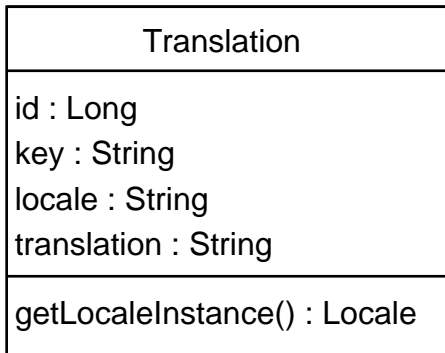 Translation
id : Long
key : String
locale : String
translation : String
getLocaleInstance() : Locale